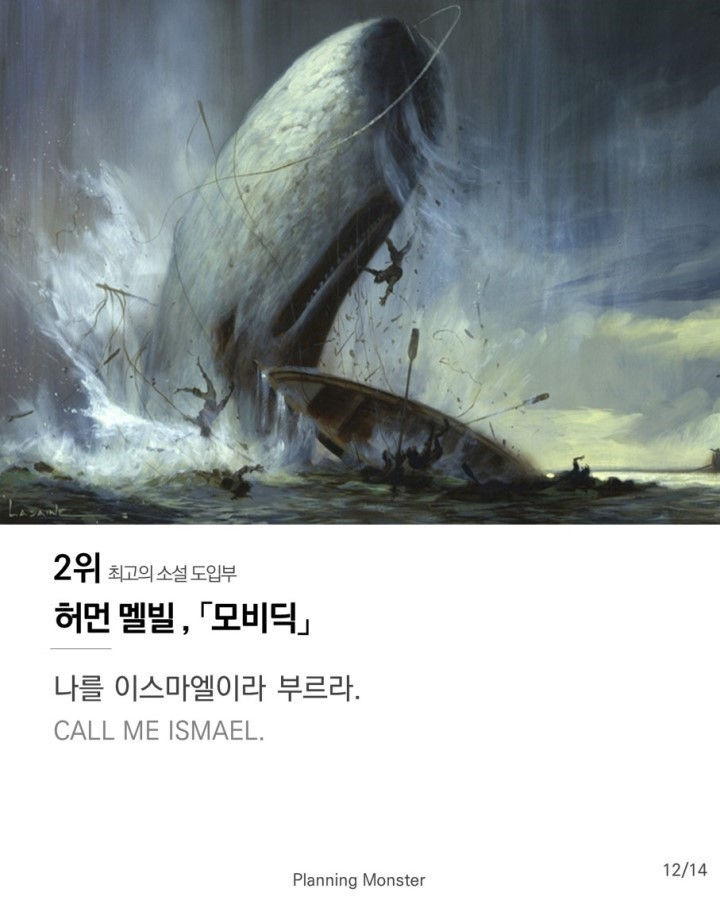 LASAINE
2위 최고의 소설 도입부
허먼 멜빌, 「모비딕」
나를 이스마엘이라 부르라.
CALL ME ISMAEL.
12/14
Planning Monster